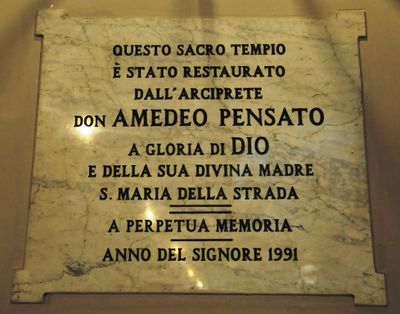 QUESTO SACRO TEMPIO
È STATO RESTAURATO
DALL'ARCIPRETE
DON AMEDEO PENSATO
A GLORIA DI DIO
E DELLA SUA DIVINA MADRE
S. MARIA DELLA STRADA
A PERPETUA MEMORIA
ANNO DEL SIGNORE 1991